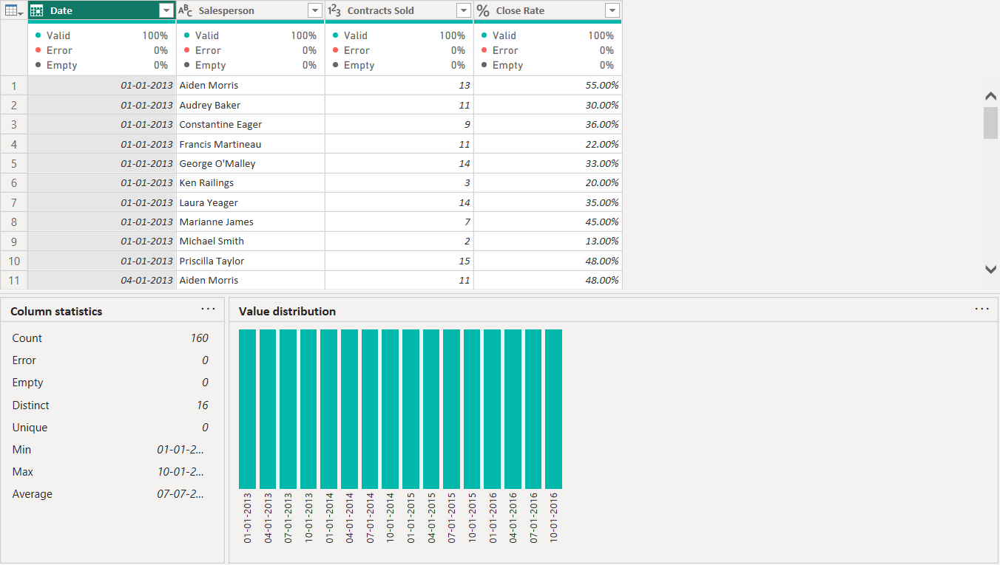 Date ABC Salesperson 123 Contracts Sold % Close Rate
Valid 100% Valid 100% Valid 100% Valid 100%
Error 0% Error 0% Error 0% Error 0%
Empty 0% Empty 0% Empty 0% Empty 0%
1 01-01-2013 Aiden Morris 13 55.00%
2 01-01-2013 Audrey Baker 11 30.00%
3 01-01-2013 Constantine Eager 9 36.00%
4 01-01-2013 Francis Martineau 11 22.00%
5 01-01-2013 George O'Malley 14 33.00%
6 01-01-2013 Ken Railings 3 20.00%
7 01-01-2013 Laura Yeager 14 35.00%
8 01-01-2013 Marianne James 7 45.00%
9 01-01-2013 Michael Smith 2 13.00%
10 01-01-2013 Priscilla Taylor 15 48.00%
11 04-01-2013 Aiden Morris 11 48.00%
Column statistics ...
Count 160
Error 0
Empty 0
Distinct 16
Unique 0
Min 01-01-2...
Max 10-01-2...
Average 07-07-2...
Value distribution ...
01-01-2013
04-01-2013
07-01-2013
10-01-2013
01-01-2014
04-01-2014
07-01-2014
10-01-2014
01-01-2015
04-01-2015
07-01-2015
10-01-2015
01-01-2016
04-01-2016
07-01-2016
10-01-2016